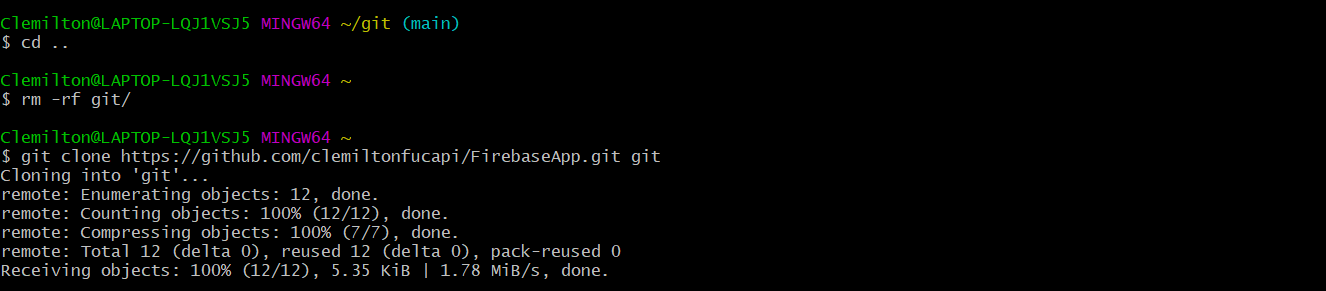 Clemilton@LAPTOP-LQJ1VSJ5 MINGW64 ~/git (main)
$ cd ..
Clemilton@LAPTOP-LQJ1VSJ5 MINGW64 ~
$ rm -rf git/
Clemilton@LAPTOP-LQJ1VSJ5 MINGW64 ~
$ git clone https://github.com/clemiltonfucapi/FirebaseApp.git git
Cloning into 'git'...
remote: Enumerating objects: 12, done.
remote: Counting objects: 100% (12/12), done.
remote: Compressing objects: 100% (7/7), done.
remote: Total 12 (delta 0), reused 12 (delta 0), pack-reused 0
Receiving objects: 100% (12/12), 5.35 KiB | 1.78 MiB/s, done.